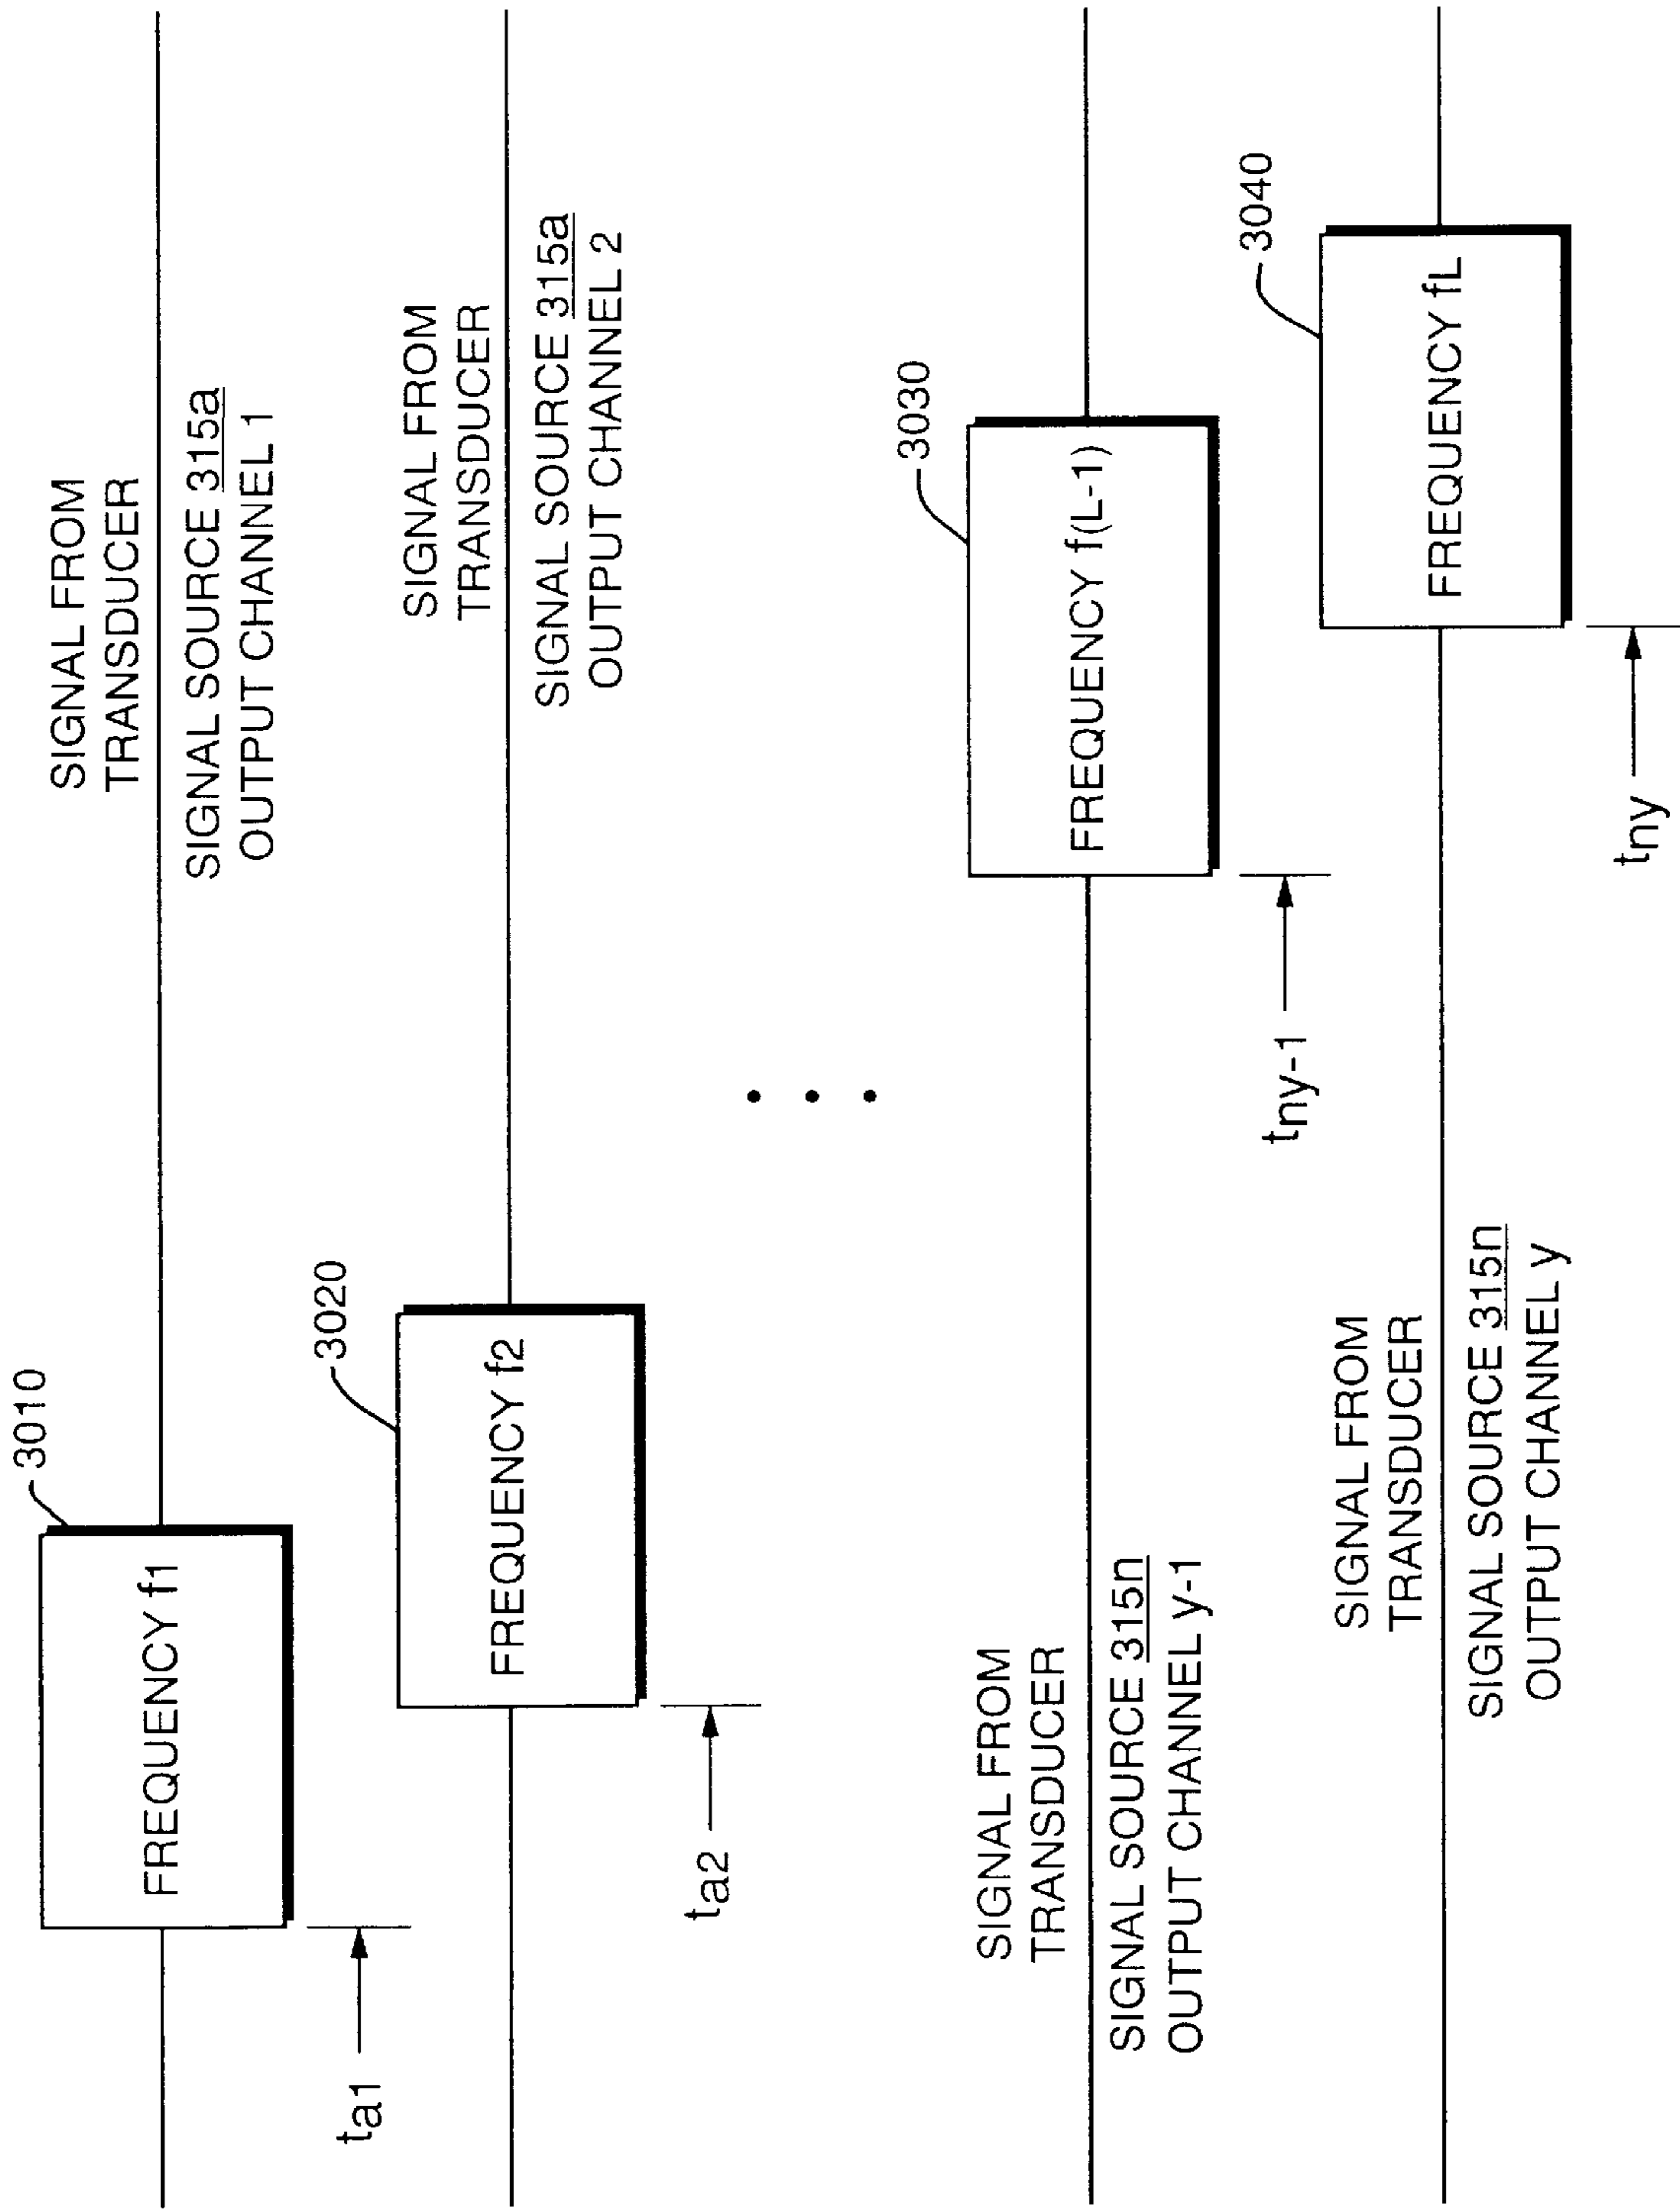 3010
FREQUENCY f1
SIGNAL FROM
TRANSDUCER
SIGNAL SOURCE 315a
OUTPUT CHANNEL 1
ta1
3020
FREQUENCY f2
SIGNAL FROM
TRANSDUCER
SIGNAL SOURCE 315a
OUTPUT CHANNEL 2
ta2
3030
SIGNAL FROM
TRANSDUCER
SIGNAL SOURCE 315n
OUTPUT CHANNEL y-1
FREQUENCY f(L-1)
tny-1
3040
SIGNAL FROM
TRANSDUCER
SIGNAL SOURCE 315n
OUTPUT CHANNEL y
FREQUENCY fL
tny